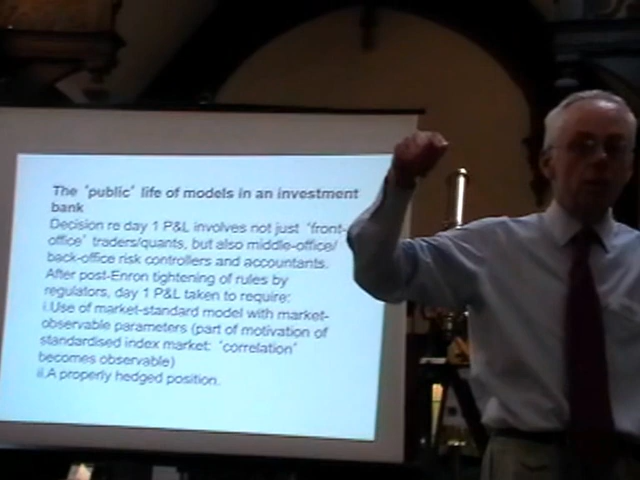 The 'public' life of models in an investment
bank
Decision re day 1 P&L involves not just 'front-
office' traders/quants, but also middle-office/
back-office risk controllers and accountants.
After post-Enron tightening of rules by
regulators, day 1 P&L taken to require:
i.Use of market-standard model with market-
observable parameters (part of motivation of
standardised index market: 'correlation'
becomes observable)
ii.A properly hedged position.